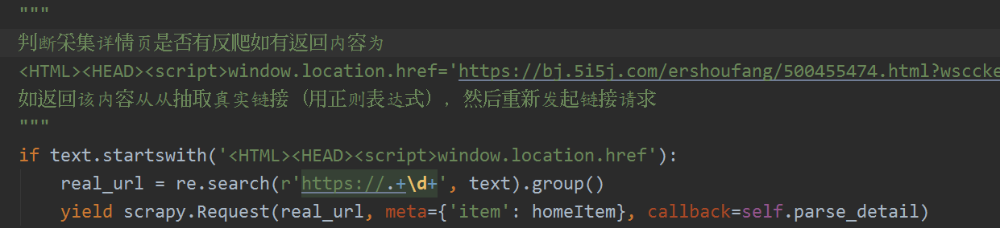 """
判断采集详情页是否有反爬如有返回内容为
<HTML><HEAD><script>window.location.href='https://bj.5i5j.com/ershoufang/500455474.html?wsccke
如返回该内容从从抽取真实链接（用正则表达式），然后重新发起链接请求
"""
if text.startswith('<HTML><HEAD><script>window.location.href'):
    real_url = re.search(r'https://.+\d+', text).group()
    yield scrapy.Request(real_url, meta={'item': homeItem}, callback=self.parse_detail)